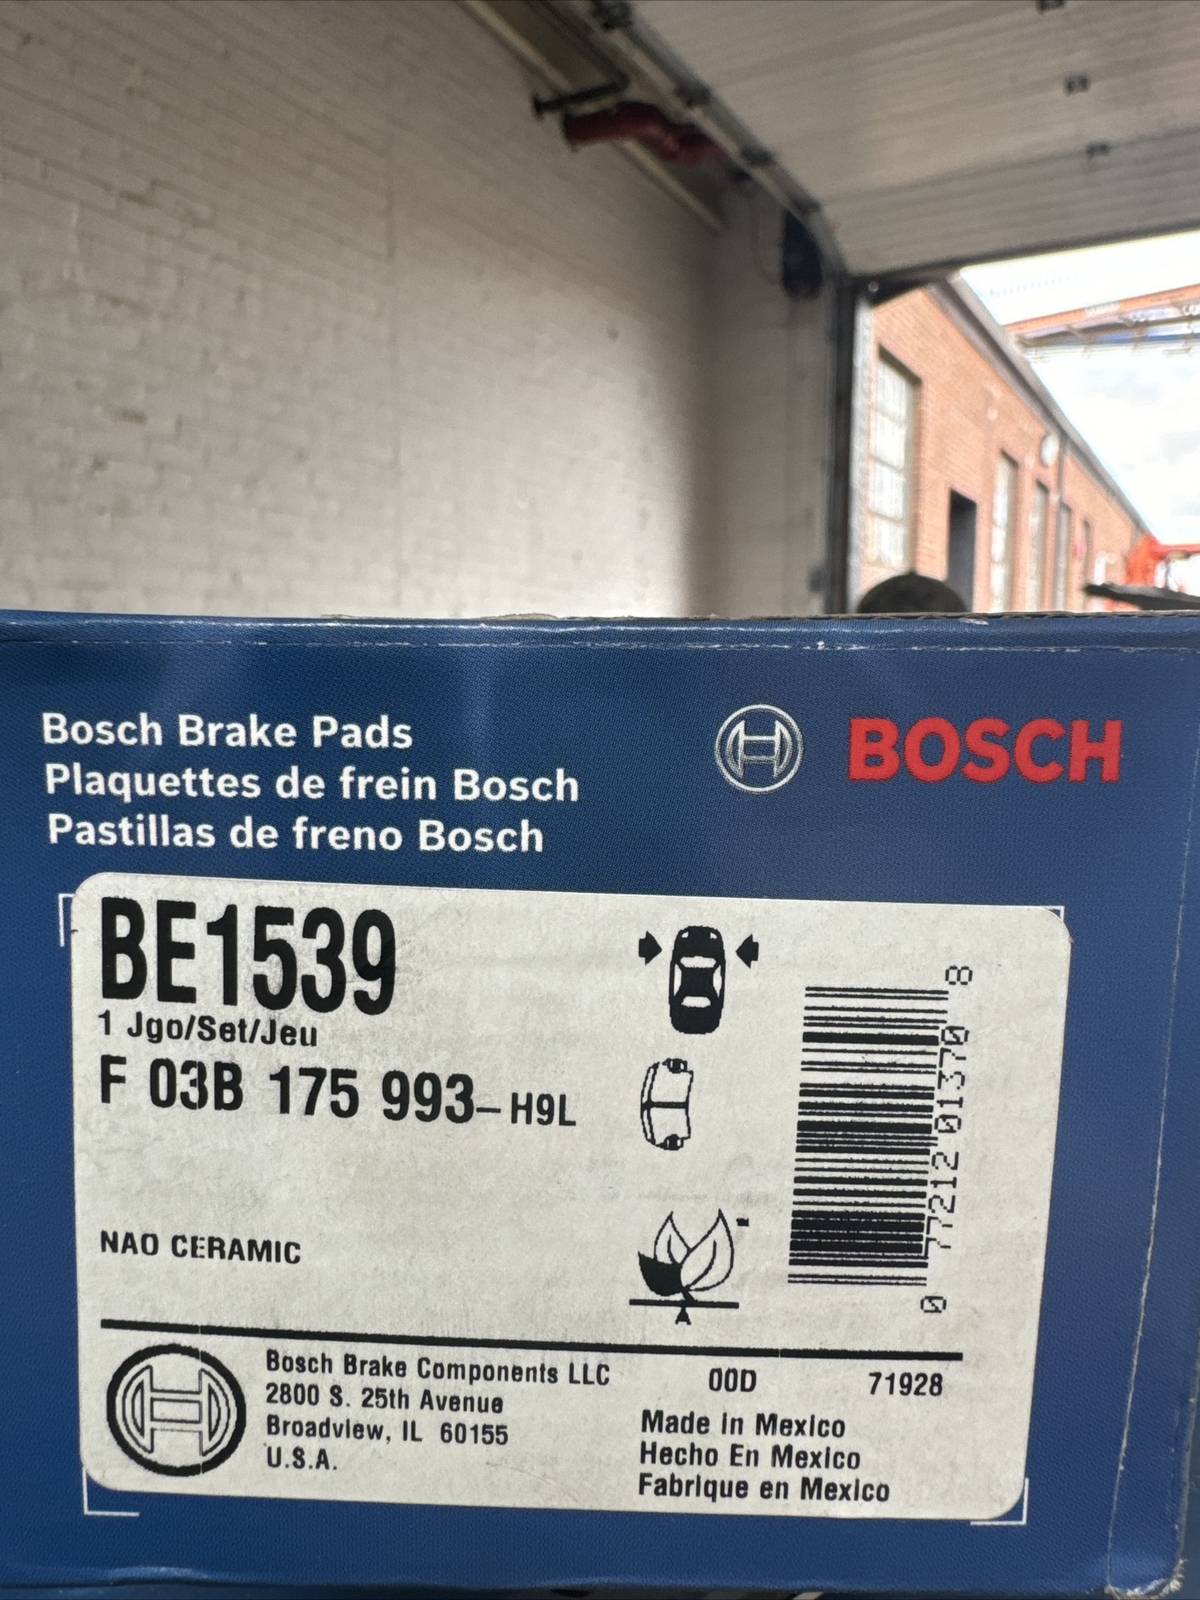 Bosch Brake Pads
Plaquettes de frein Bosch
Pastillas de freno Bosch
BOSCH
BE1539
1 Jgo/Set/Jeu
F 03B 175 993-H9L
NAO CERAMIC
A
0 77212 01370 8
Bosch Brake Components LLC
2800 S. 25th Avenue
Broadview, IL 60155
U.S.A.
00D 71928
Made in Mexico
Hecho En Mexico
Fabrique en Mexico